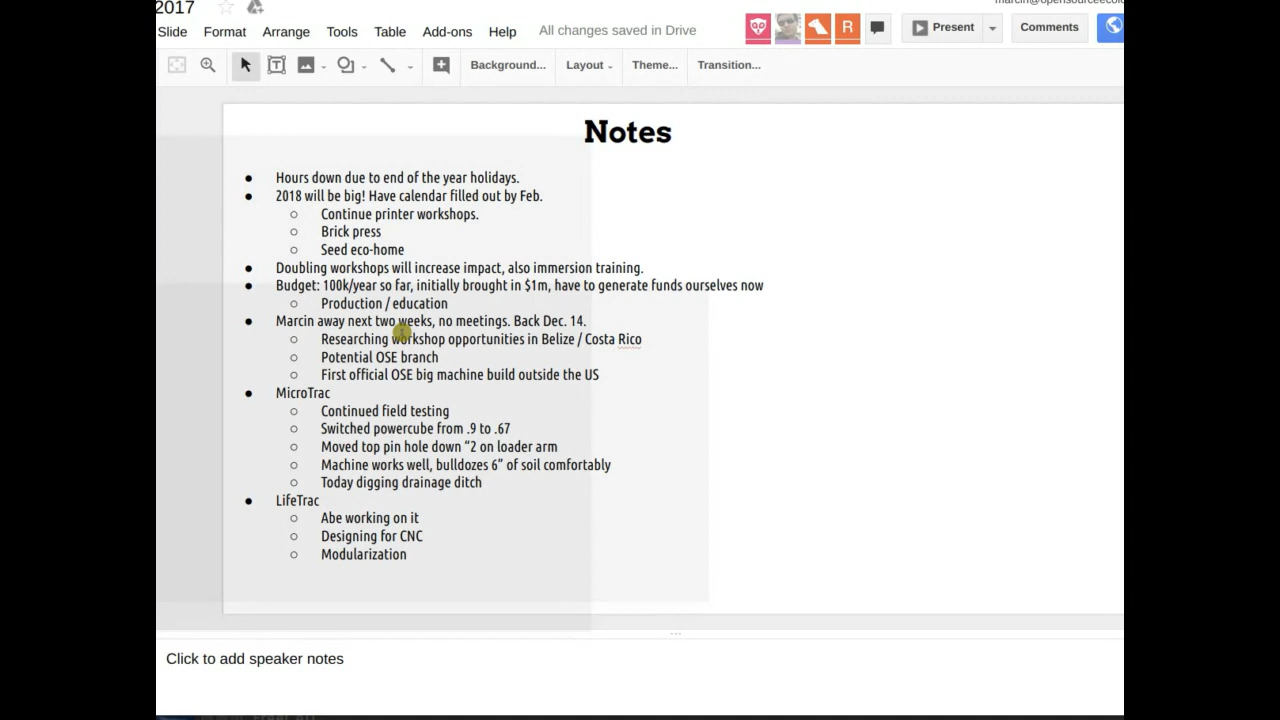 2017
marcin@opensourceecol
Slide Format Arrange Tools Table Add-ons Help All changes saved in Drive R Present Comments
Background... Layout Theme... Transition...
Notes
● Hours down due to end of the year holidays.
● 2018 will be big! Have calendar filled out by Feb.
○ Continue printer workshops.
○ Brick press
○ Seed eco-home
● Doubling workshops will increase impact, also immersion training.
● Budget: 100k/year so far, initially brought in $1m, have to generate funds ourselves now
○ Production / education
● Marcin away next two weeks, no meetings. Back Dec. 14.
○ Researching workshop opportunities in Belize / Costa Rico
○ Potential OSE branch
○ First official OSE big machine build outside the US
● MicroTrac
○ Continued field testing
○ Switched powercube from .9 to .67
○ Moved top pin hole down “2 on loader arm
○ Machine works well, bulldozes 6” of soil comfortably
○ Today digging drainage ditch
● LifeTrac
○ Abe working on it
○ Designing for CNC
○ Modularization
Click to add speaker notes